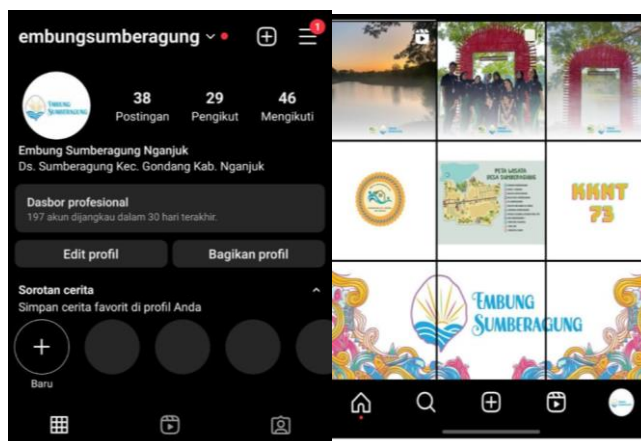 embungsumberagung
1
EMBUNG
SUMBERAGUNG
38
29
46
Postingan
Pengikut
Mengikuti
Embung Sumberagung Nganjuk
Ds. Sumberagung Kec. Gondang Kab. Nganjuk
Dasbor profesional
197 akun dijangkau dalam 30 hari terakhir.
Edit profil
Bagikan profil
Sorotan cerita
Simpan cerita favorit di profil Anda
Baru
PETA WISATA
DESA SUMBERAGUNG
KKNT
73
EMBUNG
SUMBERAGUNG